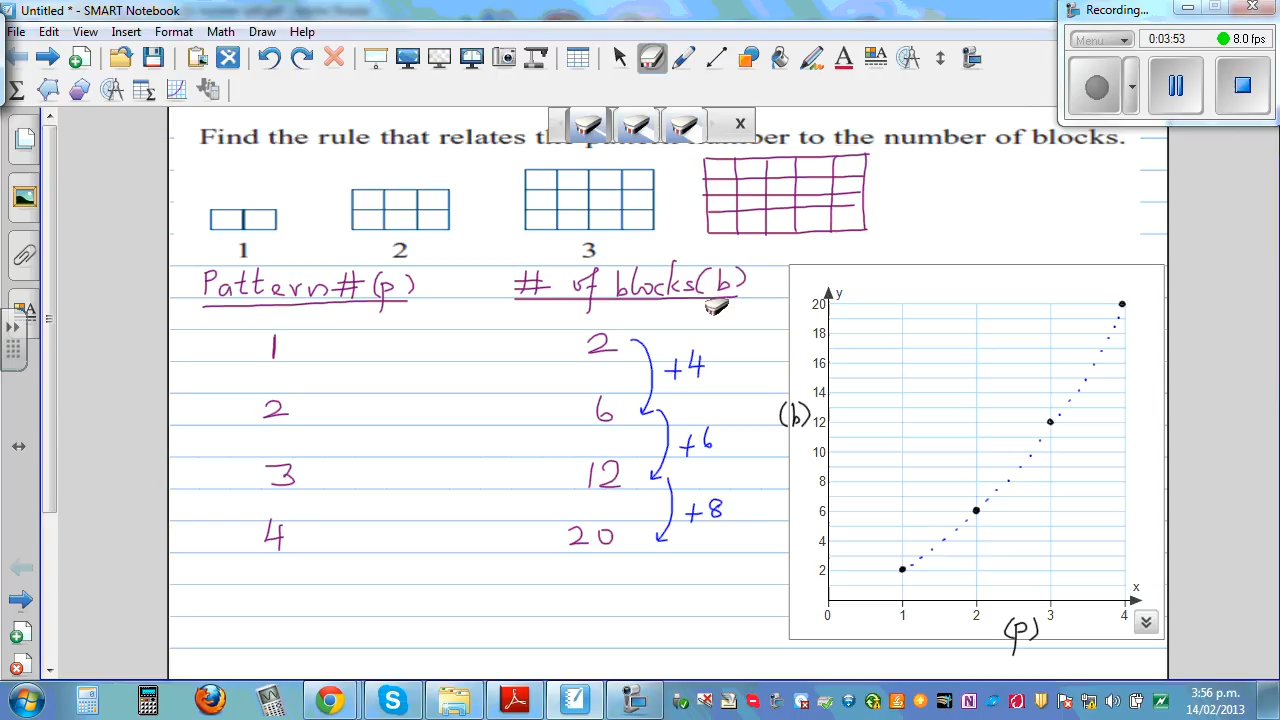 Untitled * - SMART Notebook
Recording...
File Edit View Insert Format Math Draw Help
Menu 0:03:53 8.0 fps
Find the rule that relates the number to the number of blocks.
1 2 3
Pattern # (p) # of blocks (b)
1 2
+4
2 6
+6
3 12
+8
4 20
y
20
18
16
14
(b) 12
10
8
6
4
2
x
0 1 2 3 4
(p)
3:56 p.m.
14/02/2013